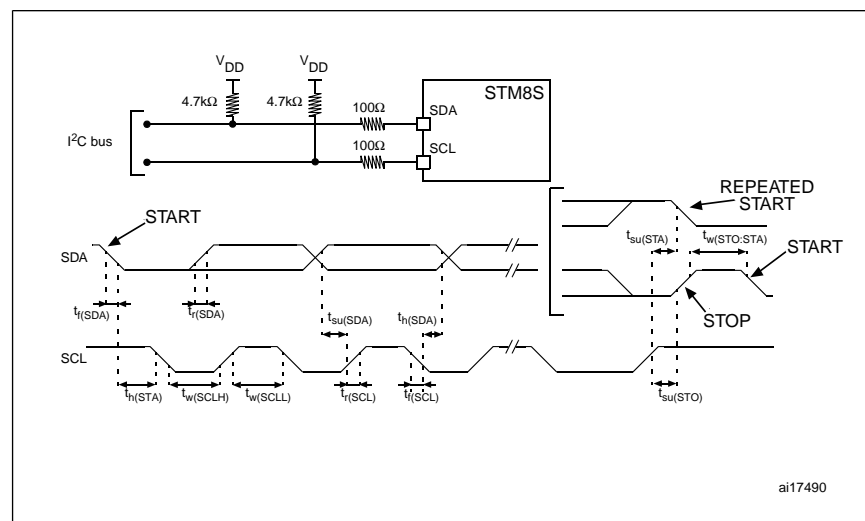 VDD VDD
STM8S
4.7kΩ 4.7kΩ 100Ω
SDA
I²C bus
100Ω
SCL
REPEATED
START
START
tsu(STA) tw(STO:STA)
START
SDA
tf(SDA) tr(SDA) tsu(SDA) th(SDA)
STOP
SCL
th(STA) tw(SCLH) tw(SCLL) tr(SCL) tf(SCL) tsu(STO)
ai17490